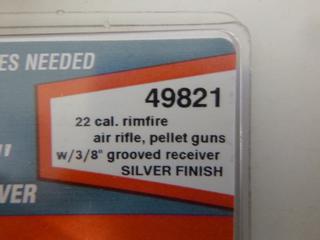 ES NEEDED
49821
22 cal. rimfire
air rifle, pellet guns
w/3/8" grooved receiver
SILVER FINISH
"
VER